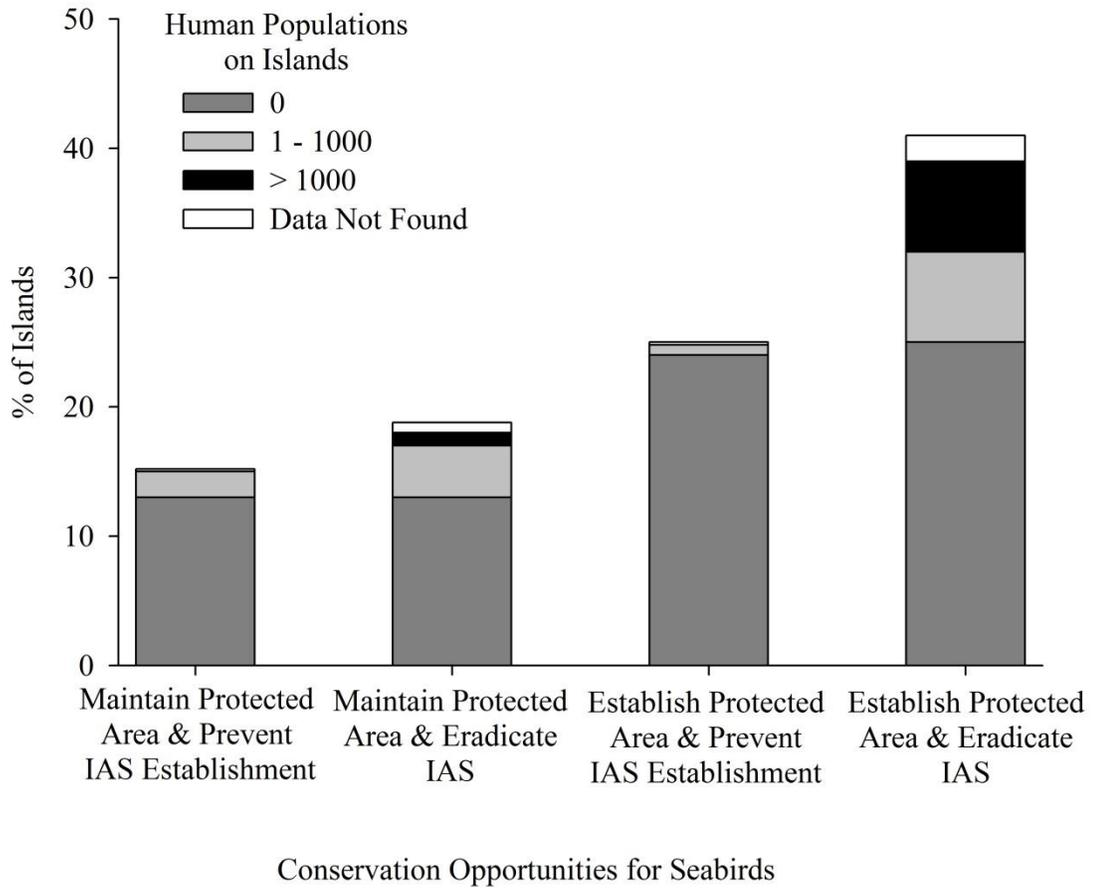 50
40
30
20
10
0
% of Islands
Human Populations
on Islands
0
1 - 1000
> 1000
Data Not Found
Maintain Protected
Area & Prevent
IAS Establishment
Maintain Protected
Area & Eradicate
IAS
Establish Protected
Area & Prevent
IAS Establishment
Establish Protected
Area & Eradicate
IAS
Conservation Opportunities for Seabirds